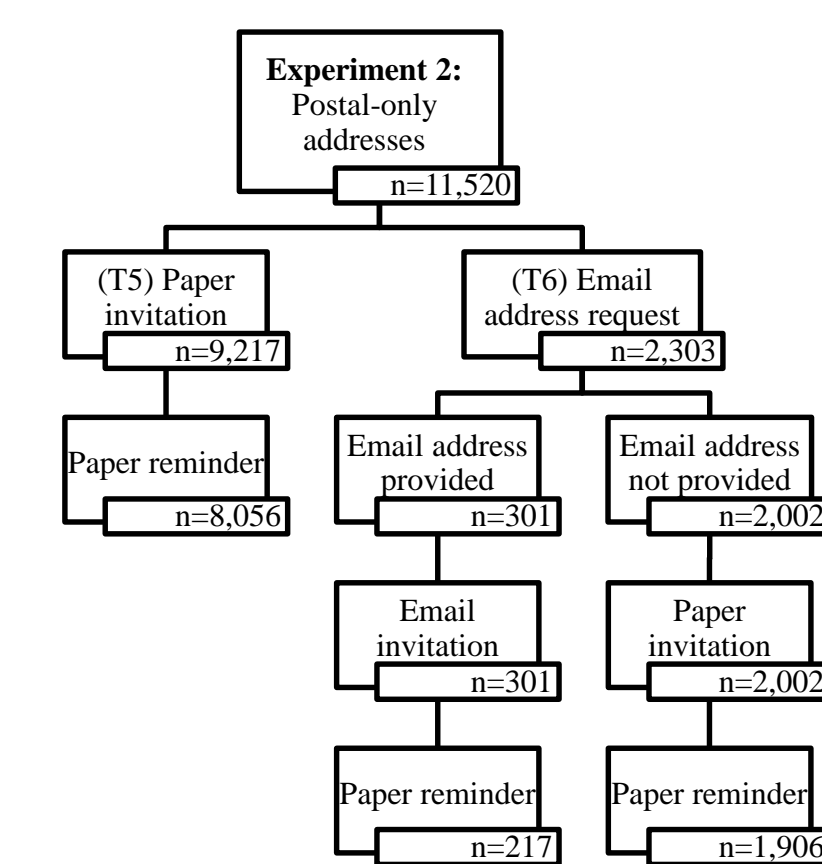 Experiment 2:
Postal-only
addresses
n=11,520
(T5) Paper
invitation
n=9,217
(T6) Email
address request
n=2,303
Paper reminder
n=8,056
Email address
provided
n=301
Email address
not provided
n=2,002
Email
invitation
n=301
Paper
invitation
n=2,002
Paper reminder
n=217
Paper reminder
n=1,906